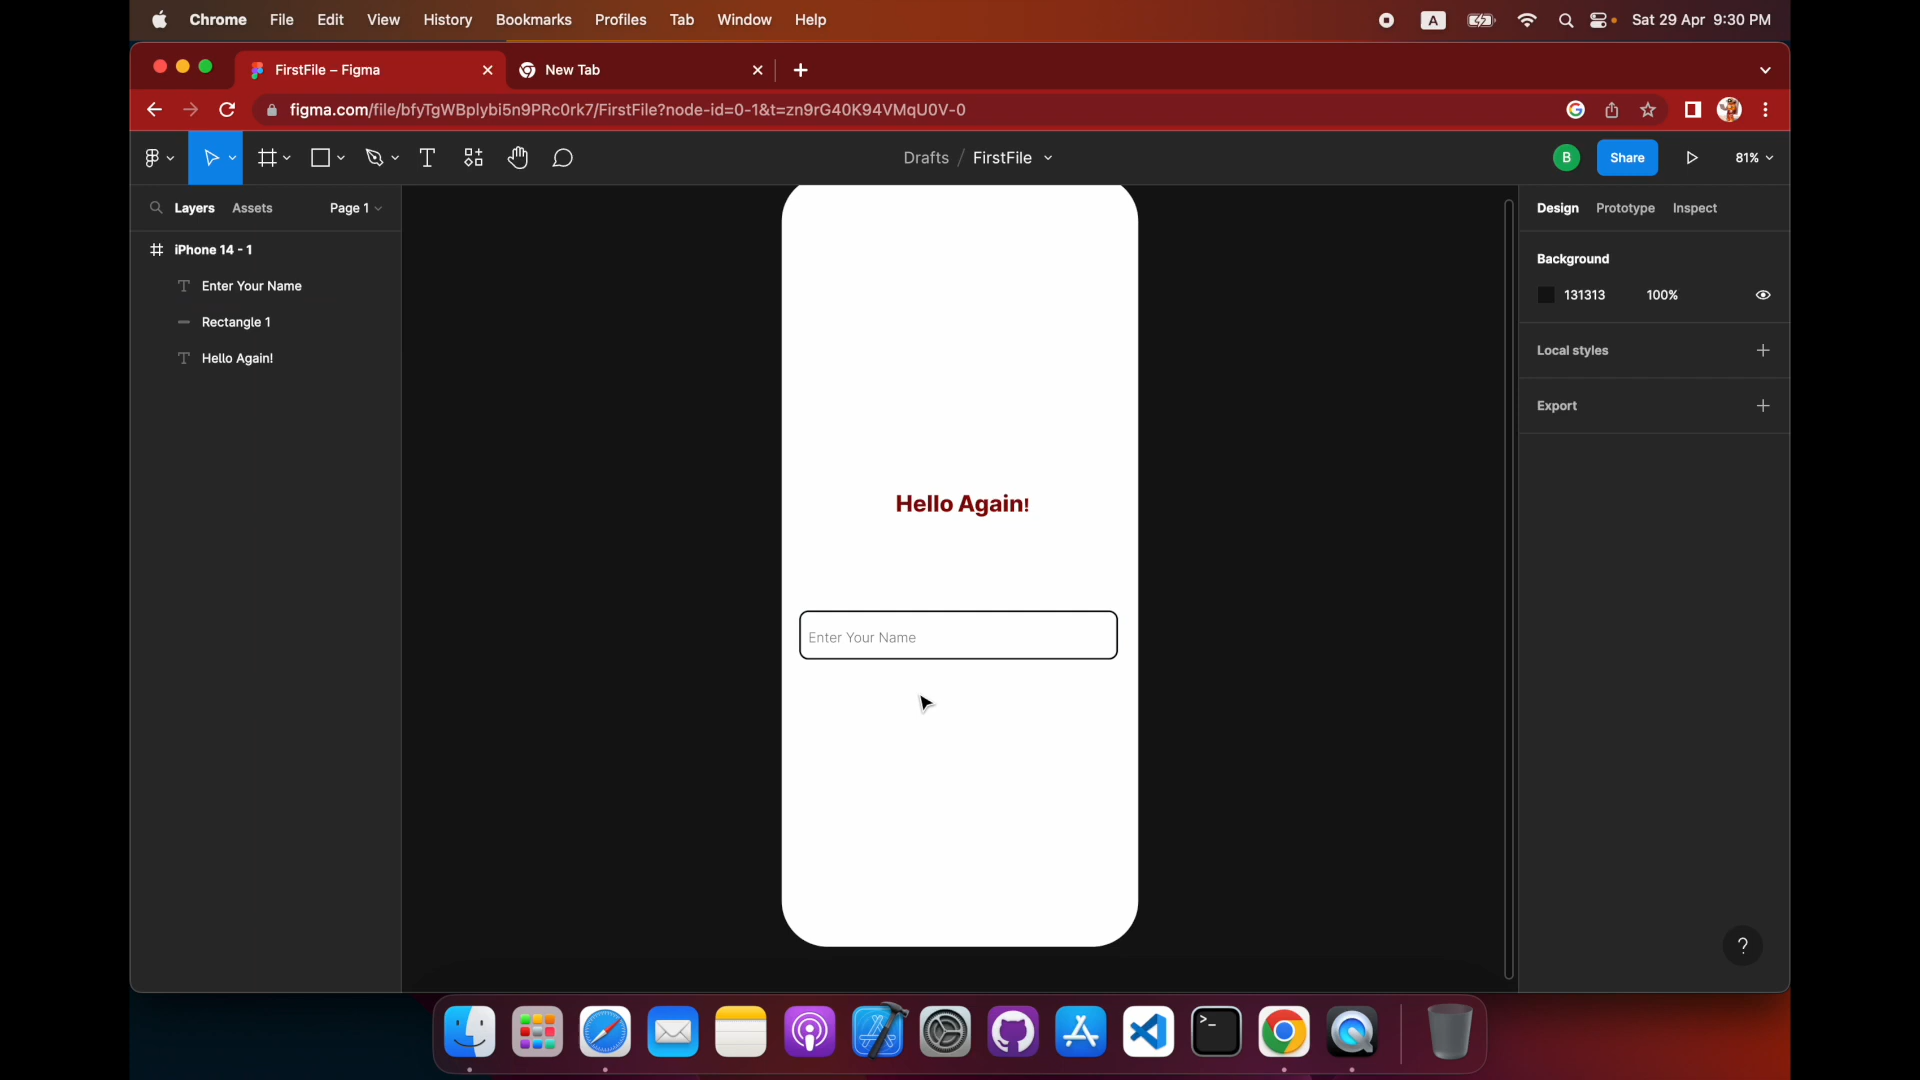 Chrome File Edit View History Bookmarks Profiles Tab Window Help
A
Sat 29 Apr 9:30 PM
FirstFile – Figma
New Tab
figma.com/file/bfyTgWBplybi5n9PRc0rk7/FirstFile?node-id=0-1&t=zn9rG40K94VMqU0V-0
Drafts / FirstFile
B
Share
81%
Layers Assets
Page 1
iPhone 14 - 1
Enter Your Name
Rectangle 1
Hello Again!
Hello Again!
Enter Your Name
Design Prototype Inspect
Background
131313 100%
Local styles
Export
?